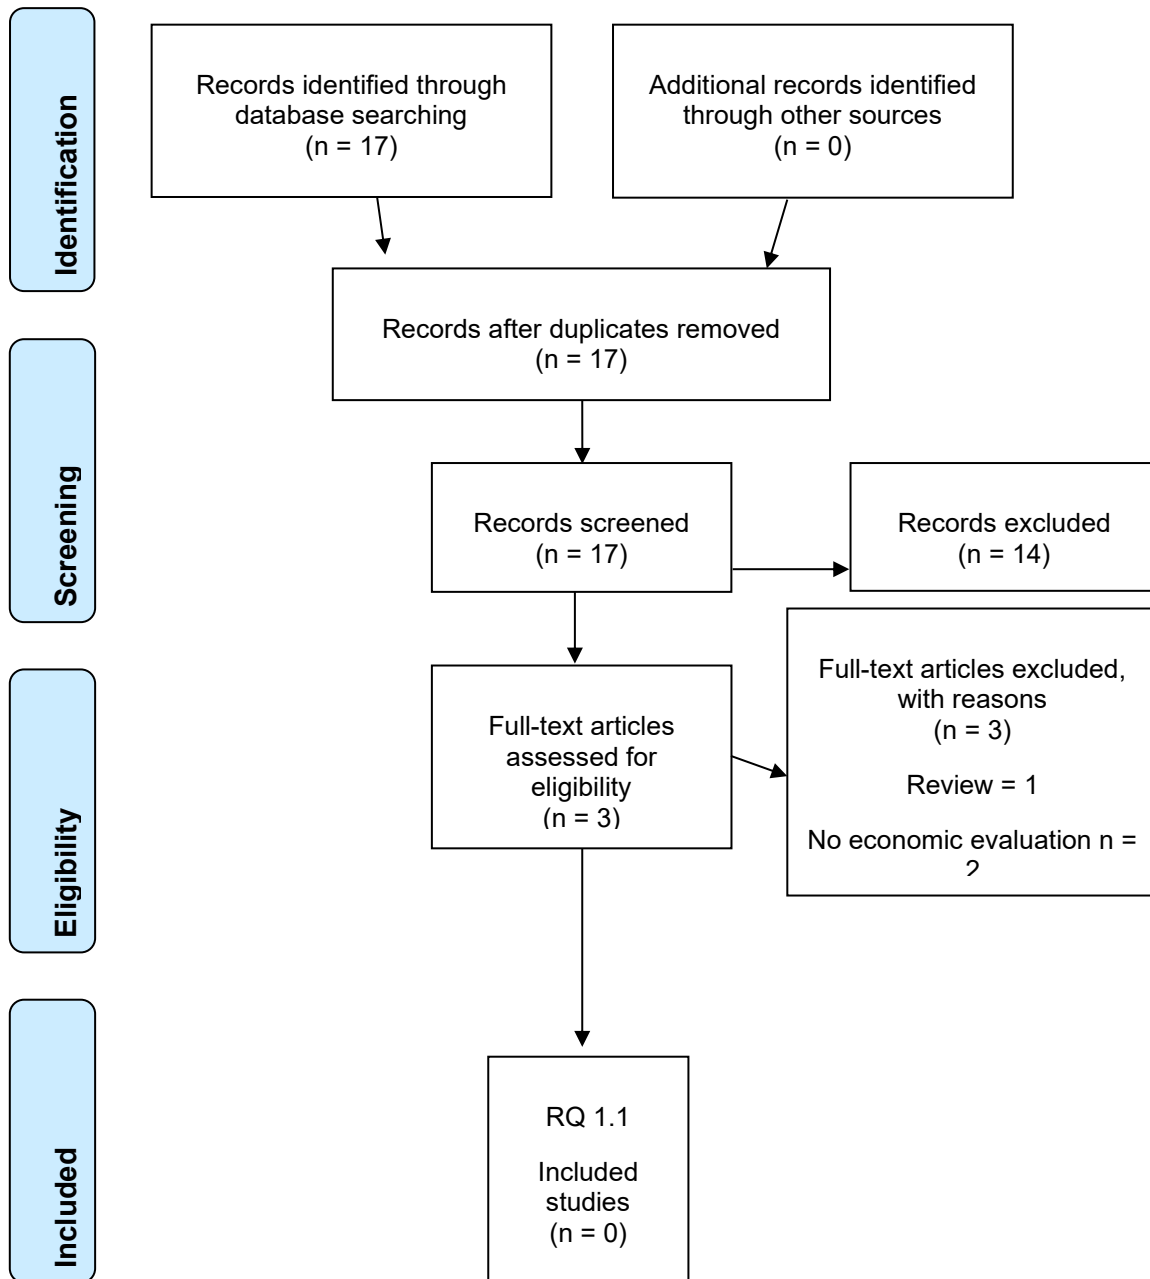 Identification
Records identified through
database searching
(n = 17)
Additional records identified
through other sources
(n = 0)
Records after duplicates removed
(n = 17)
Screening
Records screened
(n = 17)
Records excluded
(n = 14)
Eligibility
Full-text articles
assessed for
eligibility
(n = 3)
Full-text articles excluded,
with reasons
(n = 3)
Review = 1
No economic evaluation n =
2
Included
RQ 1.1
Included
studies
(n = 0)